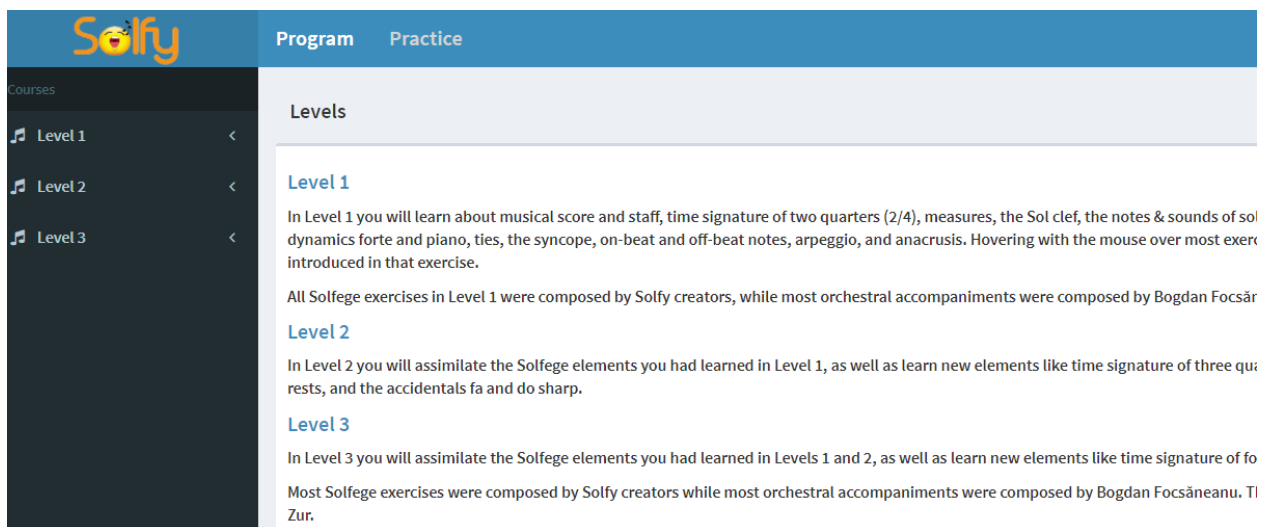 Solfy
Program Practice
Courses
Level 1
Level 2
Level 3
Levels
Level 1
In Level 1 you will learn about musical score and staff, time signature of two quarters (2/4), measures, the Sol clef, the notes & sounds of
dynamics forte and piano, ties, the syncope, on-beat and off-beat notes, arpeggio, and anacrusis. Hovering with the mouse over most
introduced in that exercise.
All Solfege exercises in Level 1 were composed by Solfy creators, while most orchestral accompaniments were composed by Bogdan
Level 2
In Level 2 you will assimilate the Solfege elements you had learned in Level 1, as well as learn new elements like time signature of three
rests, and the accidentals fa and do sharp.
Level 3
In Level 3 you will assimilate the Solfege elements you had learned in Levels 1 and 2, as well as learn new elements like time signature of
Most Solfege exercises were composed by Solfy creators while most orchestral accompaniments were composed by Bogdan Focsăneanu.
Zur.